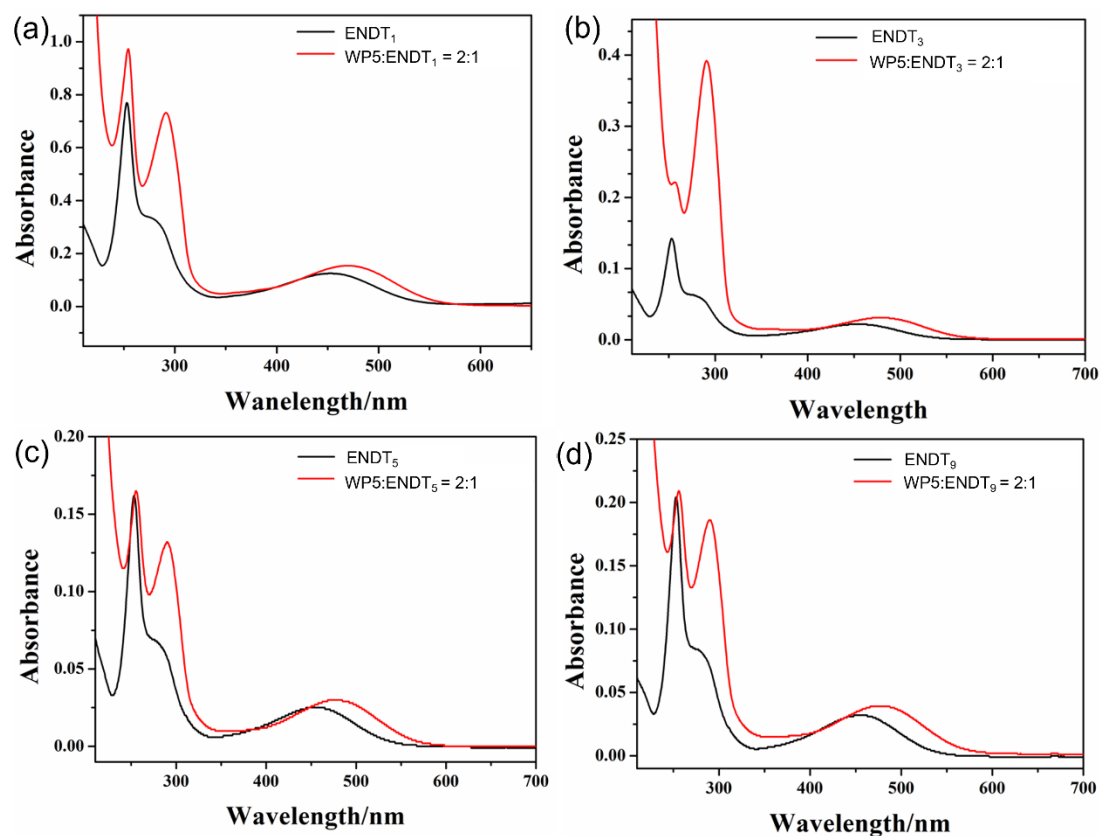 (a)
ENDT₁
WP5:ENDT₁ = 2:1
1.0
0.8
0.6
0.4
0.2
0.0
Absorbance
300
400
500
600
Wanelength/nm
(b)
ENDT₃
WP5:ENDT₃ = 2:1
0.4
0.3
0.2
0.1
0.0
Absorbance
300
400
500
600
700
Wavelength
(c)
ENDT₅
WP5:ENDT₅ = 2:1
0.20
0.15
0.10
0.05
0.00
Absorbance
300
400
500
600
700
Wavelength/nm
(d)
ENDT₉
WP5:ENDT₉ = 2:1
0.25
0.20
0.15
0.10
0.05
0.00
Absorbance
300
400
500
600
700
Wavelength/nm